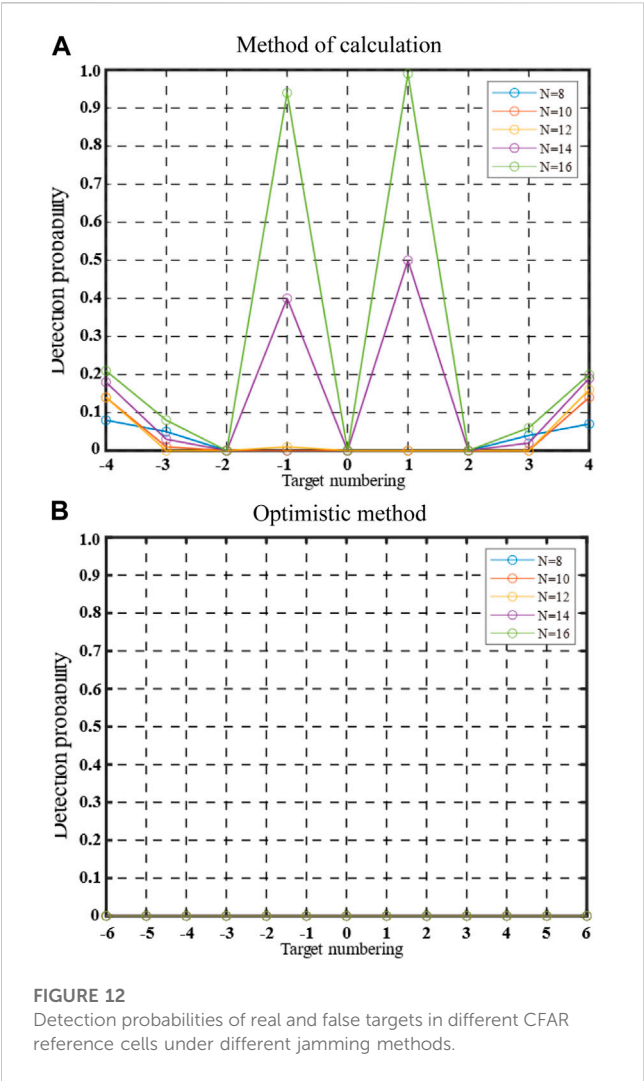 A
Method of calculation
1.0
0.9
0.8
0.7
0.6
0.5
0.4
0.3
0.2
0.1
0
Detection probability
N=8
N=10
N=12
N=14
N=16
-4 -3 -2 -1 0 1 2 3 4
Target numbering
B
Optimistic method
1.0
0.9
0.8
0.7
0.6
0.5
0.4
0.3
0.2
0.1
0
Detection probability
N=8
N=10
N=12
N=14
N=16
-6 -5 -4 -3 -2 -1 0 1 2 3 4 5 6
Target numbering
FIGURE 12
Detection probabilities of real and false targets in different CFAR
reference cells under different jamming methods.